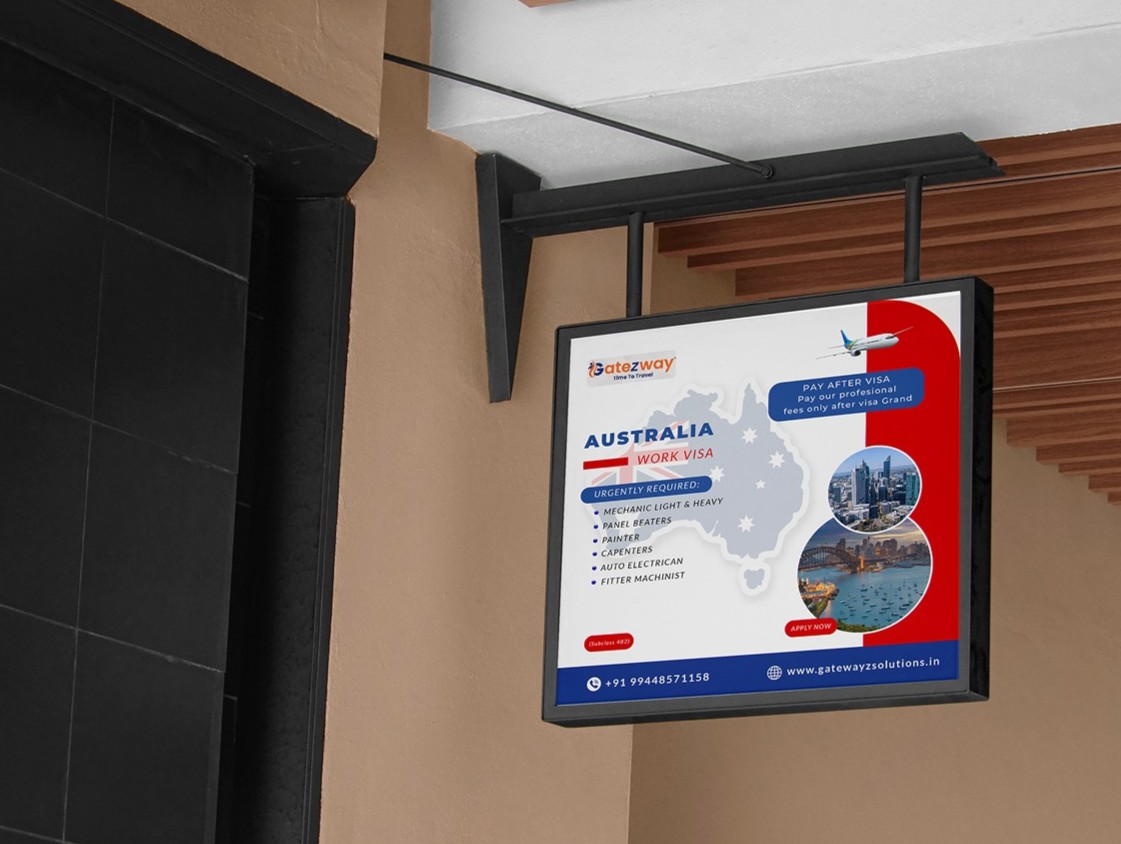 Gatezway
Time To Travel
PAY AFTER VISA
Pay our profesional
fees only after visa Grand
AUSTRALIA
WORK VISA
URGENTLY REQUIRED:
MECHANIC LIGHT & HEAVY
PANEL BEATERS
PAINTER
CAPENTERS
AUTO ELECTRICAN
FITTER MACHINIST
(Subclass 482)
APPLY NOW
+91 99448571158
www.gatewayzsolutions.in